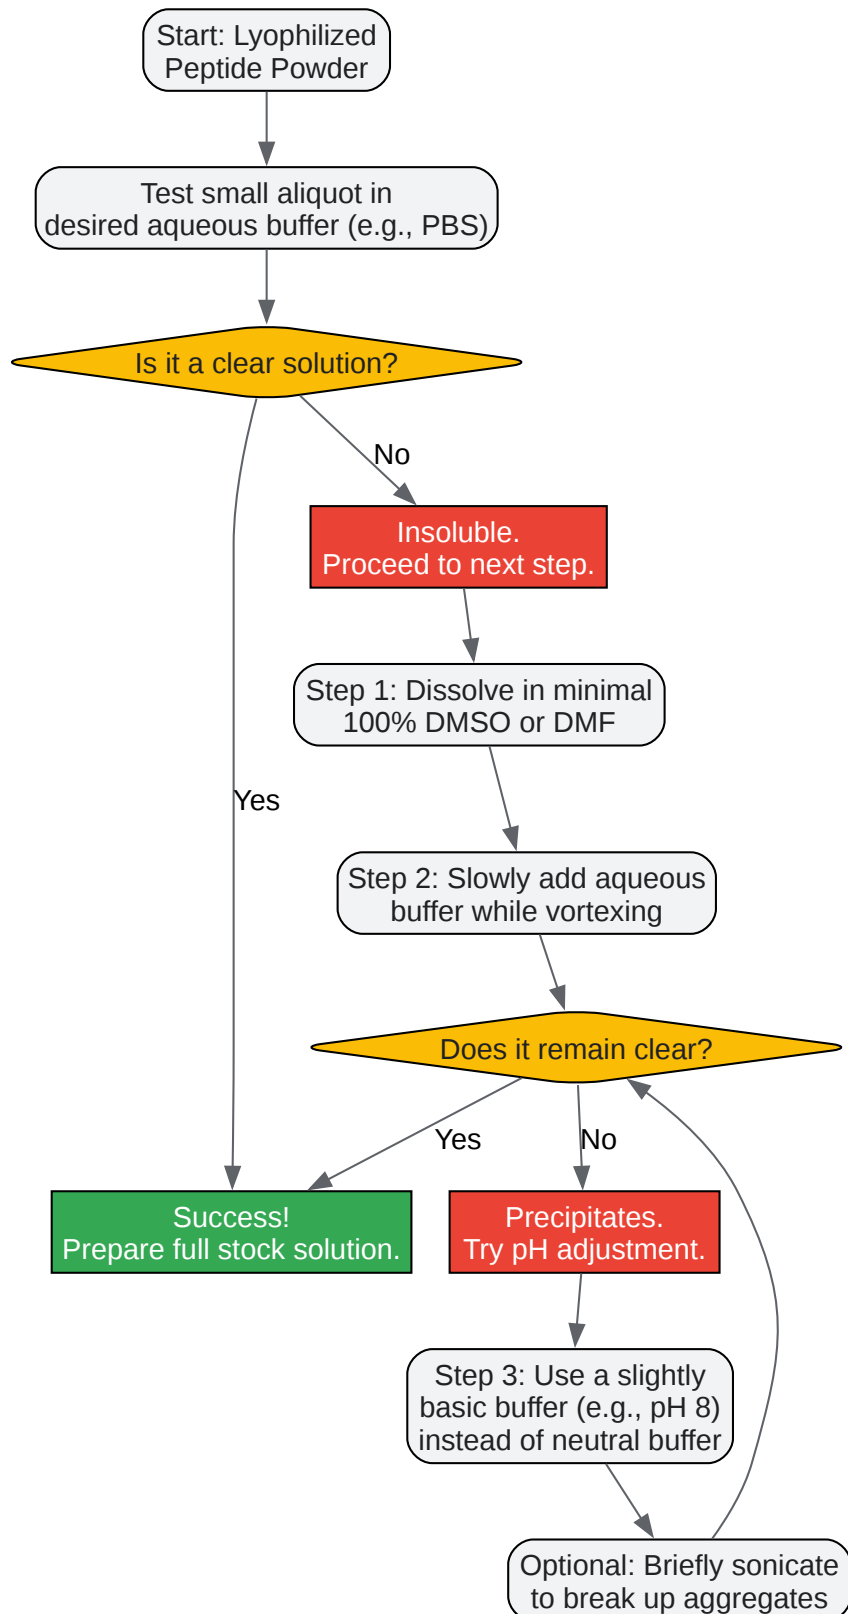 Start: Lyophilized
Peptide Powder
Test small aliquot in
desired aqueous buffer (e.g., PBS)
Is it a clear solution?
No
Insoluble.
Proceed to next step.
Step 1: Dissolve in minimal
100% DMSO or DMF
Yes
Step 2: Slowly add aqueous
buffer while vortexing
Does it remain clear?
Yes
No
Success!
Prepare full stock solution.
Precipitates.
Try pH adjustment.
Step 3: Use a slightly
basic buffer (e.g., pH 8)
instead of neutral buffer
Optional: Briefly sonicate
to break up aggregates